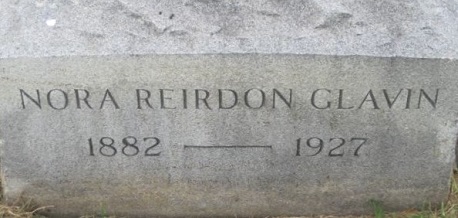 NORA REIRDON GLAVIN
1882 — 1927